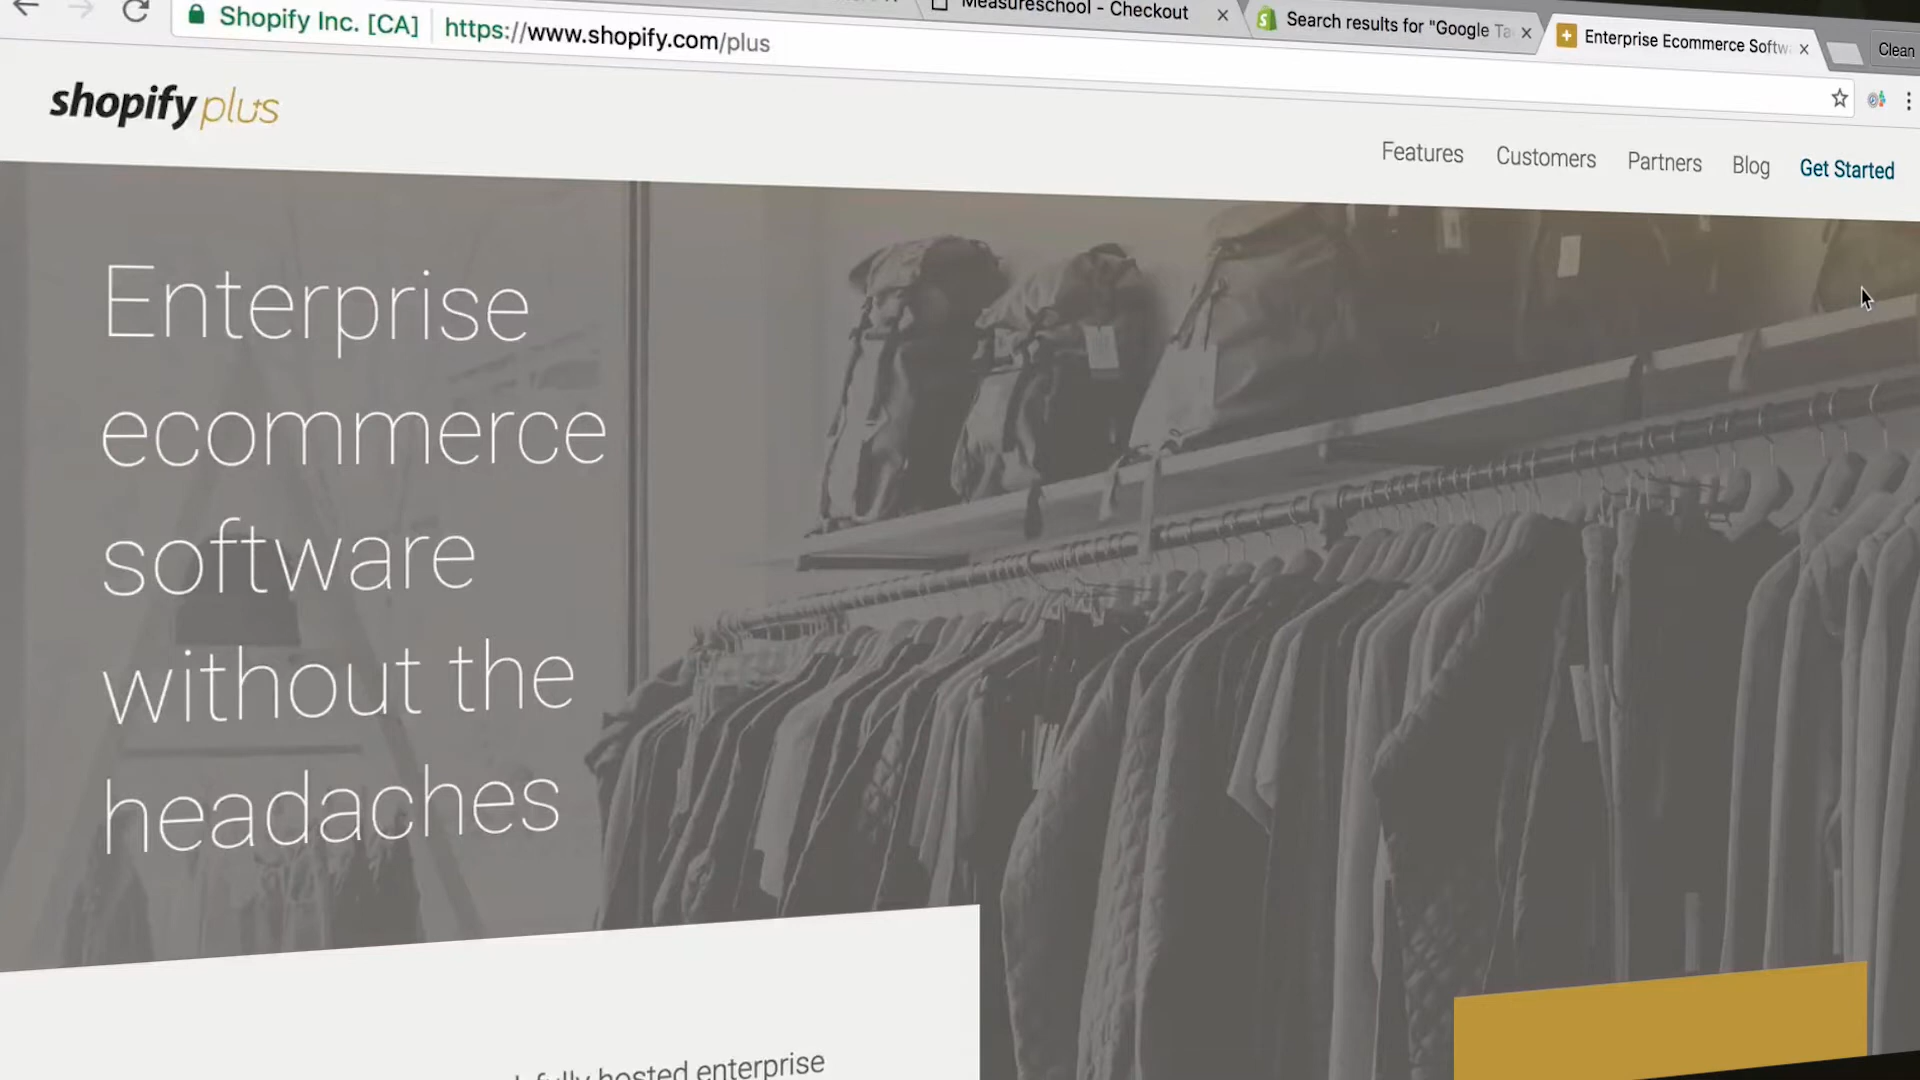 Measureschool - Checkout
Search results for "Google Ta
Enterprise Ecommerce Softw
Clean
Shopify Inc. [CA]
https://www.shopify.com/plus
shopify plus
Features
Customers
Partners
Blog
Get Started
Enterprise
ecommerce
software
without the
headaches
fully hosted enterprise